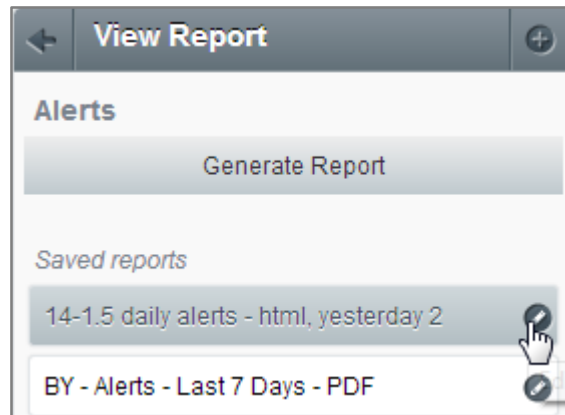 View Report
Alerts
Generate Report
Saved reports
14-1.5 daily alerts - html, yesterday 2
BY - Alerts - Last 7 Days - PDF